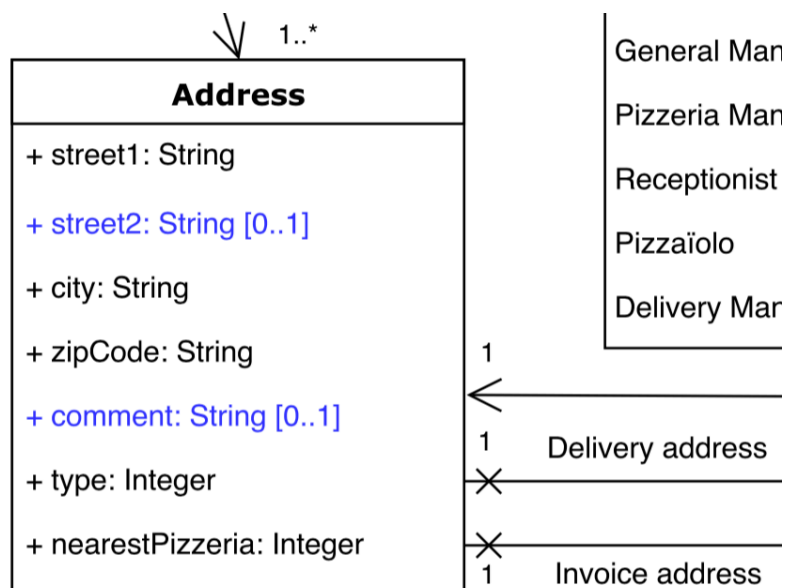 1..*
Address
+ street1: String
+ street2: String [0..1]
+ city: String
+ zipCode: String
+ comment: String [0..1]
+ type: Integer
+ nearestPizzeria: Integer
General Man
Pizzeria Man
Receptionist
Pizzaïolo
Delivery Man
1
1
Delivery address
1
Invoice address